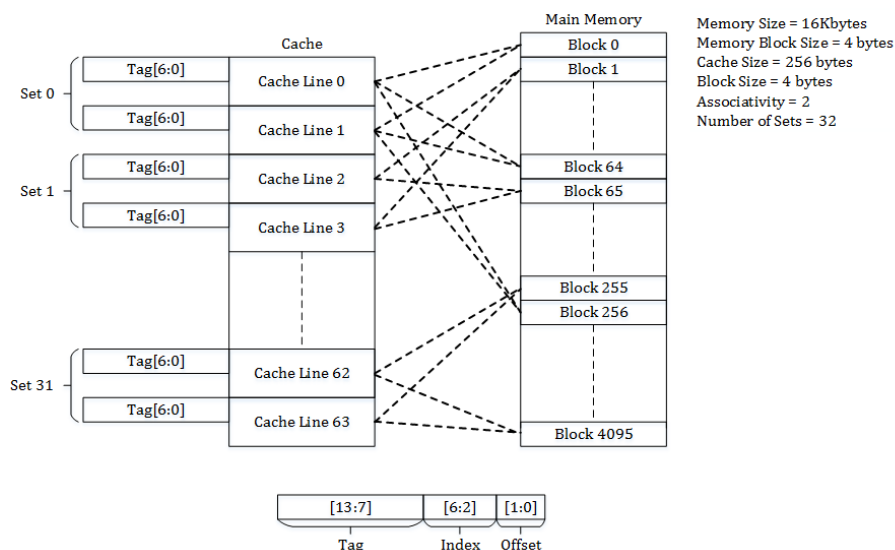 Cache
Main Memory
Memory Size = 16Kbytes
Memory Block Size = 4 bytes
Cache Size = 256 bytes
Block Size = 4 bytes
Associativity = 2
Number of Sets = 32
Set 0
Tag[6:0]
Cache Line 0
Tag[6:0]
Cache Line 1
Set 1
Tag[6:0]
Cache Line 2
Tag[6:0]
Cache Line 3
Set 31
Tag[6:0]
Cache Line 62
Tag[6:0]
Cache Line 63
Block 0
Block 1
Block 64
Block 65
Block 255
Block 256
Block 4095
[13:7]
[6:2]
[1:0]
Tag
Index
Offset